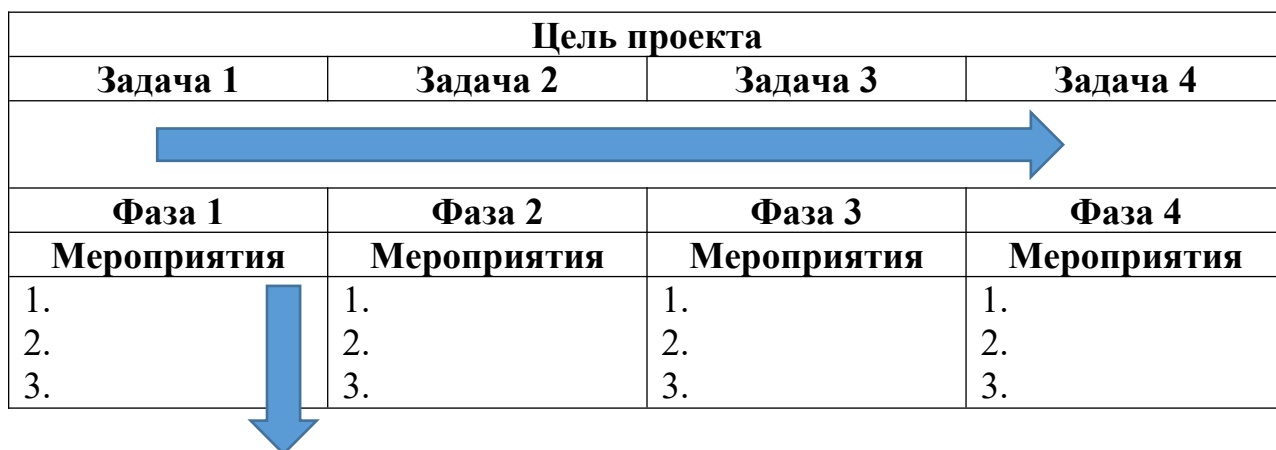 Цель проекта
Задача 1 Задача 2 Задача 3 Задача 4
Фаза 1 Фаза 2 Фаза 3 Фаза 4
Мероприятия Мероприятия Мероприятия Мероприятия
1. 1. 1. 1.
2. 2. 2. 2.
3. 3. 3. 3.